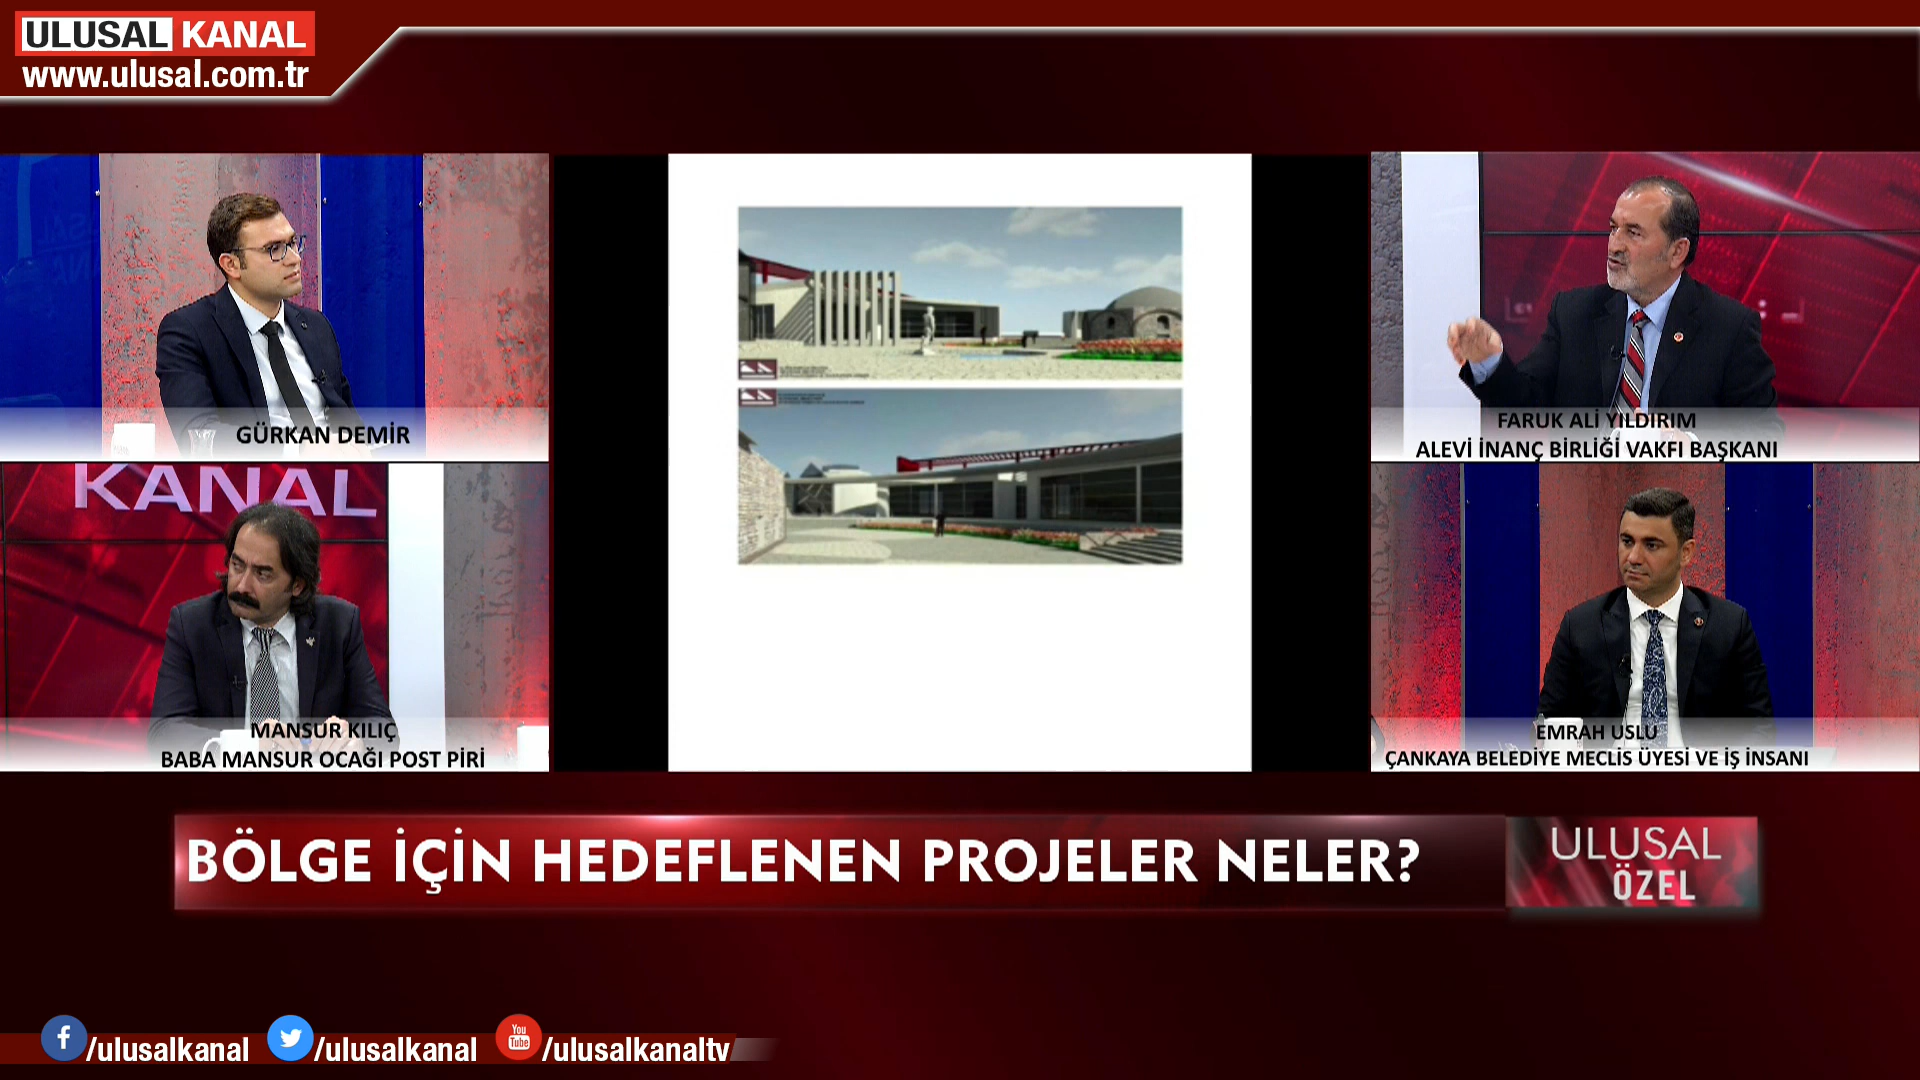 ULUSAL KANAL
www.ulusal.com.tr
GÜRKAN DEMİR
FARUK ALİ YILDIRIM
ALEVİ İNANÇ BİRLİĞİ VAKFI BAŞKANI
KANAL
MANSUR KILIÇ
BABA MANSUR OCAĞI POST PİRİ
EMRAH USLU
ÇANKAYA BELEDİYE MECLİS ÜYESİ VE İŞ İNSANI
BÖLGE İÇİN HEDEFLENEN PROJELER NELER?
ULUSAL
ÖZEL
/ulusalkanal
/ulusalkanal
You
Tube
/ulusalkanaltv